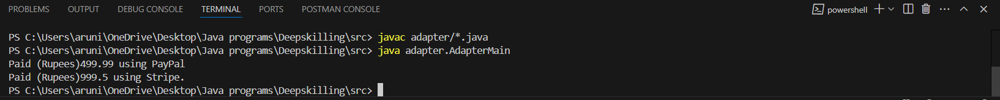 PROBLEMS OUTPUT DEBUG CONSOLE TERMINAL PORTS POSTMAN CONSOLE powershell
PS C:\Users\aruni\OneDrive\Desktop\Java programs\Deepskilling\src> javac adapter/*.java
PS C:\Users\aruni\OneDrive\Desktop\Java programs\Deepskilling\src> java adapter.AdapterMain
Paid (Rupees)499.99 using PayPal
Paid (Rupees)999.5 using Stripe.
PS C:\Users\aruni\OneDrive\Desktop\Java programs\Deepskilling\src>